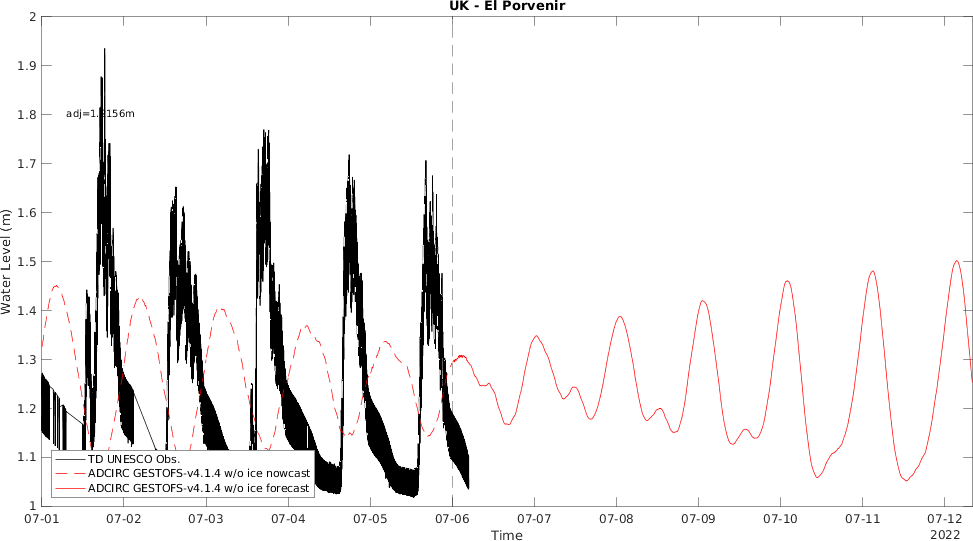 UK - El Porvenir
2
1.9
1.8
1.7
1.6
1.5
1.4
1.3
1.2
1.1
1
Water Level (m)
TD UNESCO Obs.
ADCIRC GESTOFS-v4.1.4 w/o ice nowcast
ADCIRC GESTOFS-v4.1.4 w/o ice forecast
07-01 07-02 07-03 07-04 07-05 07-06 07-07 07-08 07-09 07-10 07-11 07-12
Time
2022